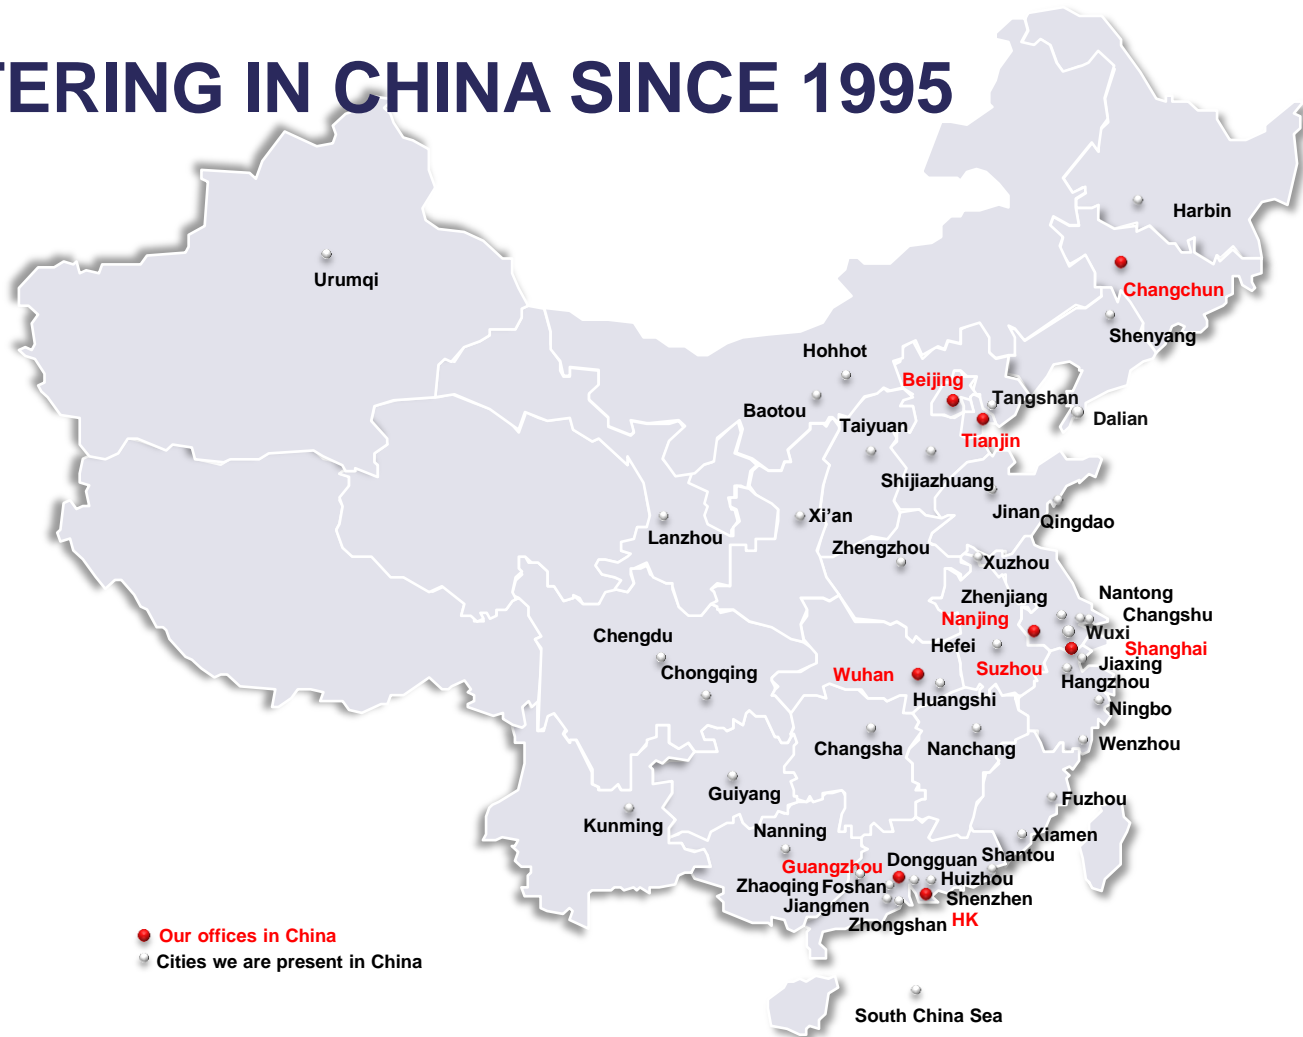 TERING IN CHINA SINCE 1995
Harbin
Urumqi
Changchun
Shenyang
Hohhot
Beijing
Tangshan
Baotou
Dalian
Taiyuan
Tianjin
Shijiazhuang
Jinan
Qingdao
Xi’an
Lanzhou
Zhengzhou
Xuzhou
Zhenjiang
Nantong
Changshu
Nanjing
Wuxi
Chengdu
Hefei
Shanghai
Jiaxing
Chongqing
Wuhan
Suzhou
Hangzhou
Huangshi
Ningbo
Changsha
Nanchang
Wenzhou
Guiyang
Fuzhou
Kunming
Nanning
Xiamen
Guangzhou
Dongguan
Shantou
Zhaoqing
Foshan
Huizhou
Jiangmen
Shenzhen
Zhongshan
HK
Our offices in China
Cities we are present in China
South China Sea